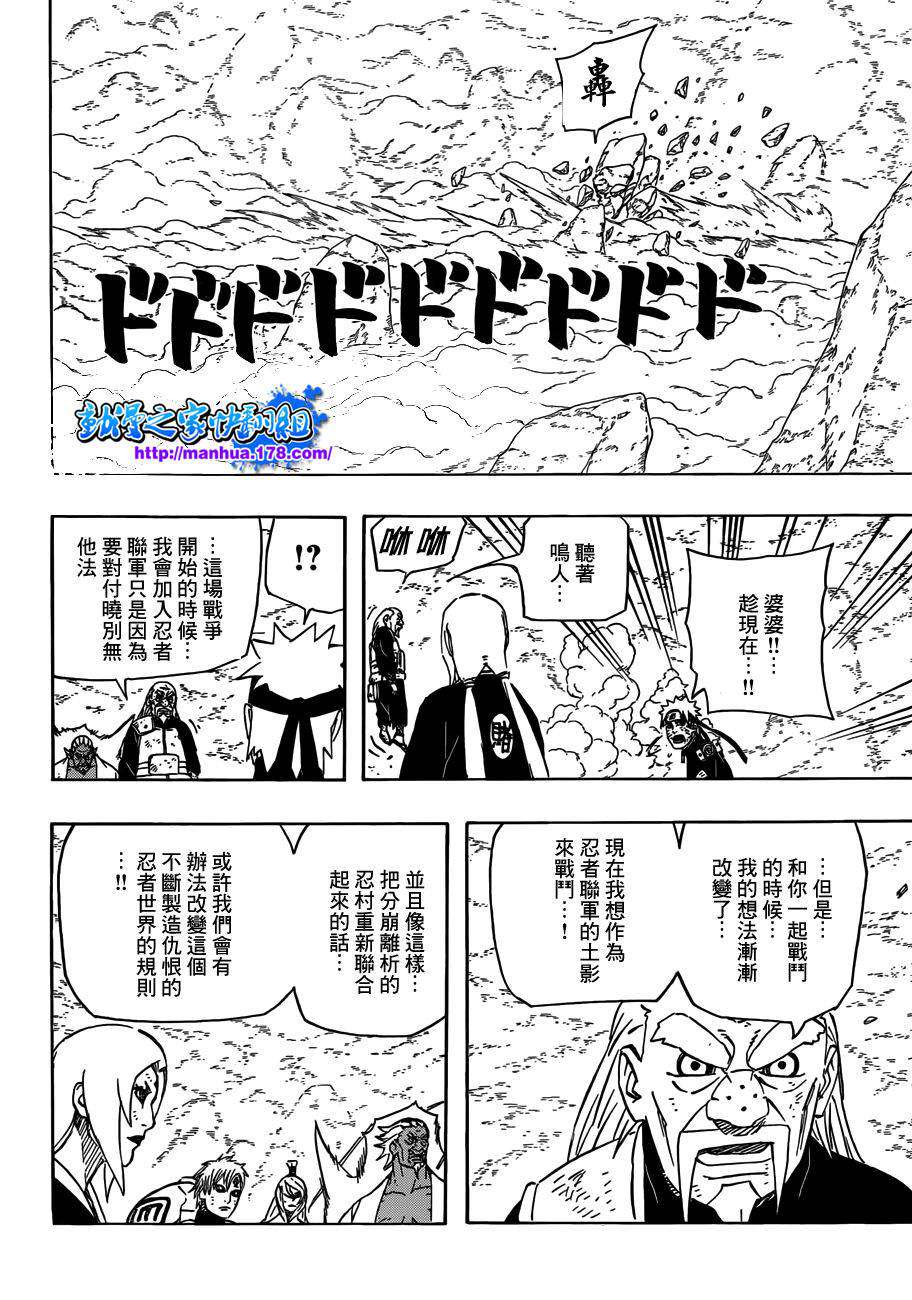 轟
ドドドドドドドドド
動漫之家快翻組
http://manhua.178.com/
婆婆!!…
趁現在…!!
聽著
鳴人…
咻咻
賭
!?
…這場戰爭
開始的時候…
我會加入忍者
聯軍只是因為
要對付曉別無
他法
…但是…
和你一起戰鬥
的時候…
我的想法漸漸
改變了…
現在我想作為
忍者聯軍的土影
來戰鬥…！
並且像這樣…
把分崩離析的
忍村重新聯合
起來的話…
或許我們會有
辦法改變這個
不斷製造仇恨的
忍者世界的規則
…!!